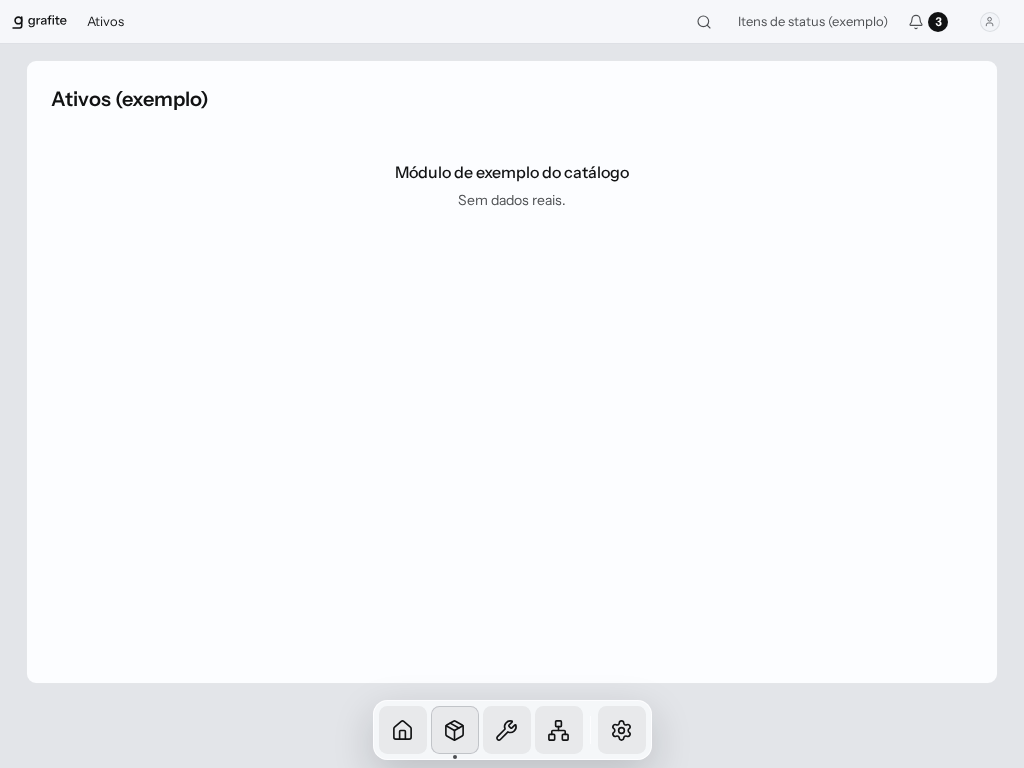 grafite
Ativos
Itens de status (exemplo)
3
Ativos (exemplo)
Módulo de exemplo do catálogo
Sem dados reais.